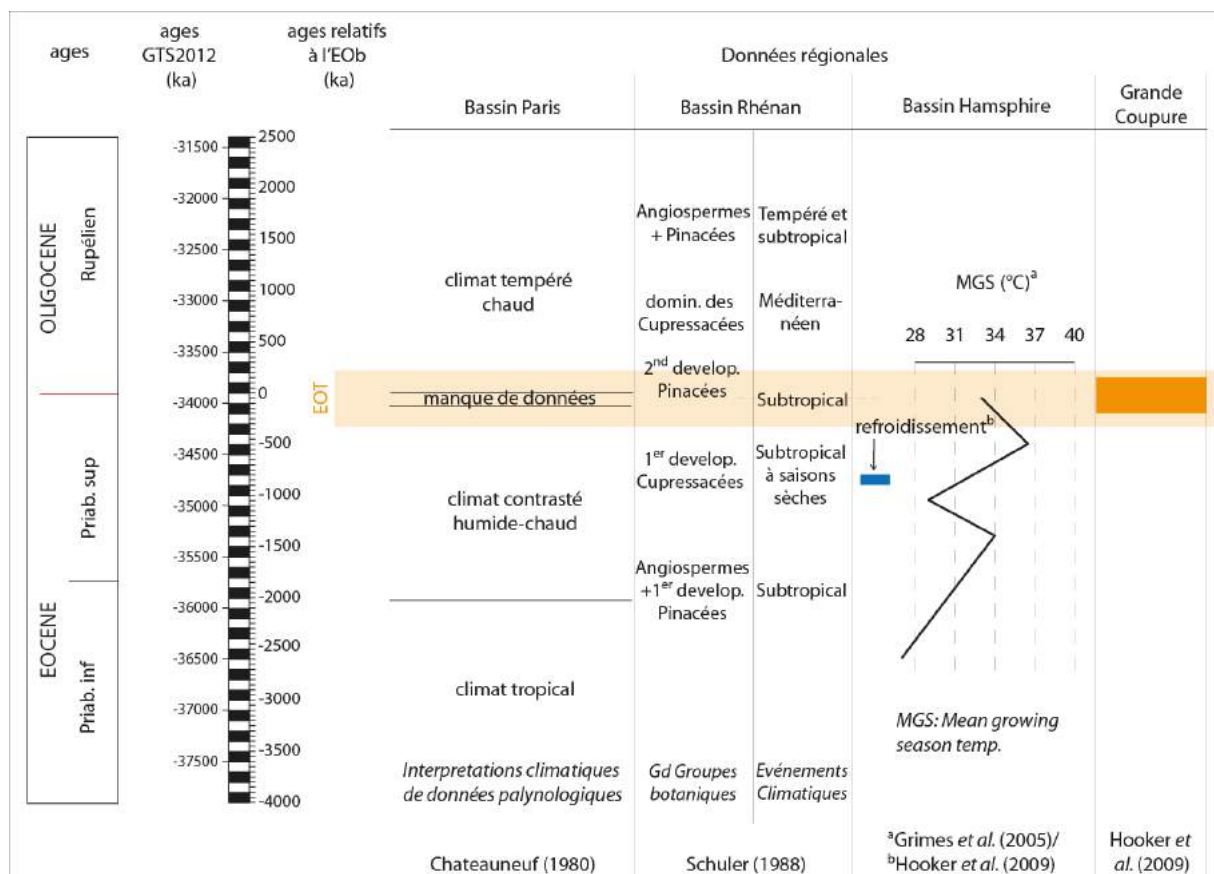 ages
ages
GTS2012
(ka)
ages relatifs
à l'EOb
(ka)
Données régionales
Bassin Paris
Bassin Rhénan
Bassin Hamsphire
Grande
Coupure
OLIGOCENE
EOCENE
Rupélien
Priab. sup
Priab. inf
-31500
-32000
-32500
-33000
-33500
-34000
-34500
-35000
-35500
-36000
-36500
-37000
-37500
2500
2000
1500
1000
500
0
-500
-1000
-1500
-2000
-2500
-3000
-3500
-4000
EOT
climat tempéré
chaud
manque de données
climat contrasté
humide-chaud
climat tropical
Interpretations climatiques
de données palynologiques
Chateauneuf (1980)
Angiospermes
+ Pinacées
domin. des
Cupressacées
2nd develop.
Pinacées
1er develop.
Cupressacées
Angiospermes
+1er develop.
Pinacées
Gd Groupes
botaniques
Tempéré et
subtropical
Méditerra-
néen
Subtropical
Subtropical
à saisons
sèches
Subtropical
Evénements
Climatiques
Schuler (1988)
MGS (°C)a
28 31 34 37 40
refroidissementb
MGS: Mean growing
season temp.
aGrimes et al. (2005)/
bHooker et al. (2009)
Hooker et
al. (2009)